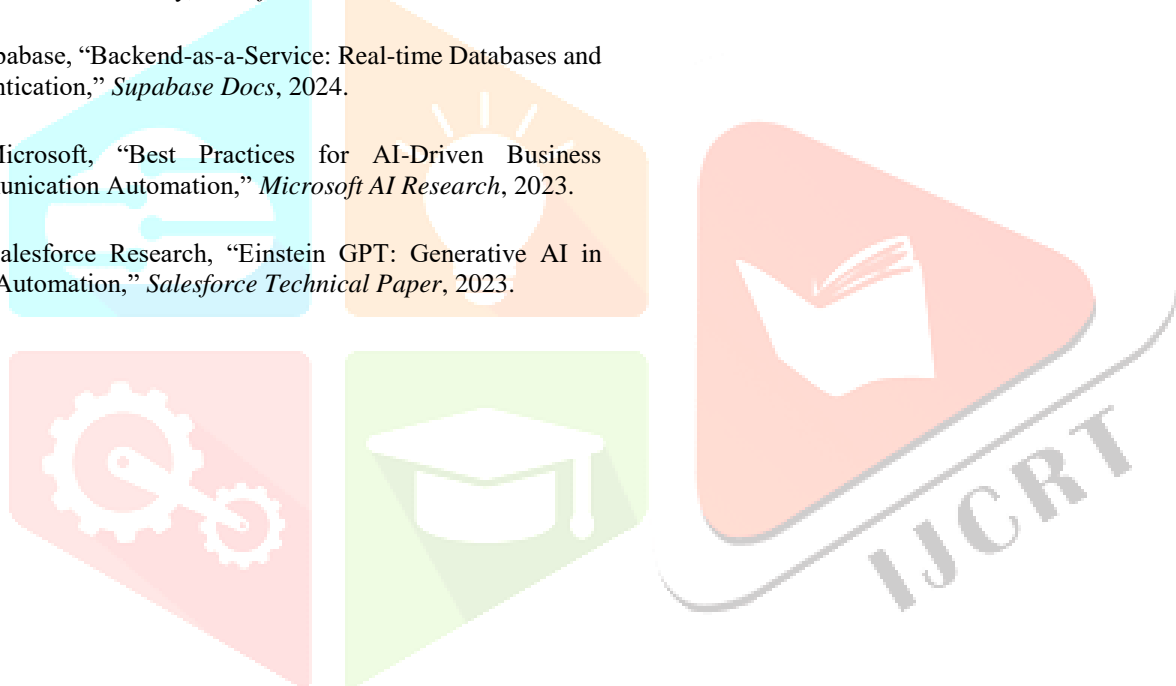 pabase, “Backend-as-a-Service: Real-time Databases and
ntication,” Supabase Docs, 2024.
Microsoft, “Best Practices for AI-Driven Business
unication Automation,” Microsoft AI Research, 2023.
alesforce Research, “Einstein GPT: Generative AI in
Automation,” Salesforce Technical Paper, 2023.
IJCRT